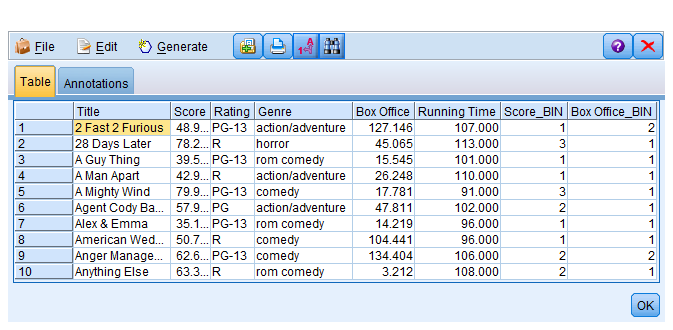 File Edit Generate
Table Annotations
Title Score Rating Genre Box Office Running Time Score_BIN Box Office_BIN
1 2 Fast 2 Furious 48.9... PG-13 action/adventure 127.146 107.000 1 2
2 28 Days Later 78.2... R horror 45.065 113.000 3 1
3 A Guy Thing 39.5... PG-13 rom comedy 15.545 101.000 1 1
4 A Man Apart 42.9... R action/adventure 26.248 110.000 1 1
5 A Mighty Wind 79.9... PG-13 comedy 17.781 91.000 3 1
6 Agent Cody Ba... 57.9... PG action/adventure 47.811 102.000 2 1
7 Alex & Emma 35.1... PG-13 rom comedy 14.219 96.000 1 1
8 American Wed... 50.7... R comedy 104.441 96.000 1 1
9 Anger Manage... 62.6... PG-13 comedy 134.404 106.000 2 2
10 Anything Else 63.3... R rom comedy 3.212 108.000 2 1
OK